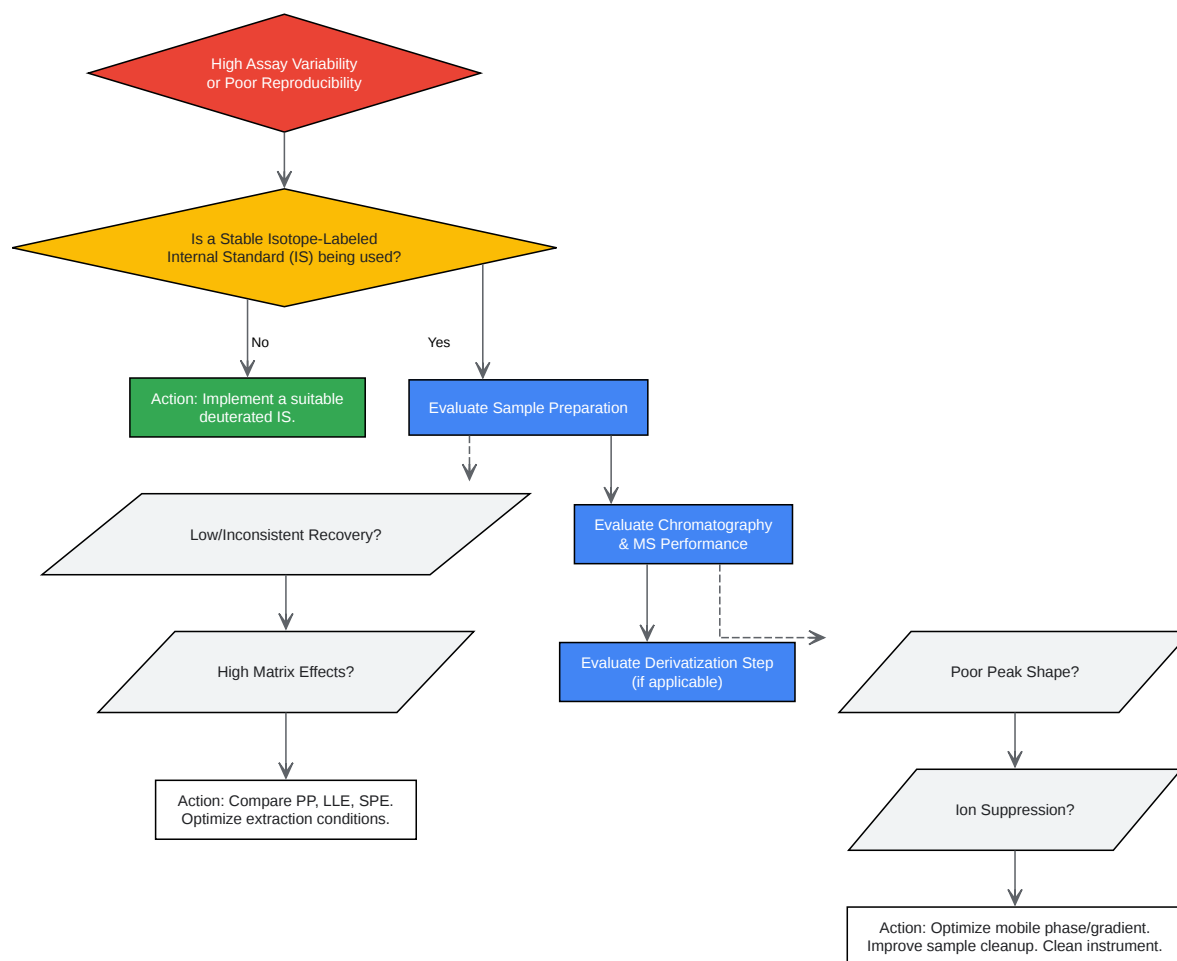 High Assay Variability
or Poor Reproducibility
Is a Stable Isotope-Labeled
Internal Standard (IS) being used?
No
Yes
Action: Implement a suitable
deuterated IS.
Evaluate Sample Preparation
Low/Inconsistent Recovery?
Evaluate Chromatography
& MS Performance
High Matrix Effects?
Evaluate Derivatization Step
(if applicable)
Poor Peak Shape?
Action: Compare PP, LLE, SPE.
Optimize extraction conditions.
Ion Suppression?
Action: Optimize mobile phase/gradient.
Improve sample cleanup. Clean instrument.